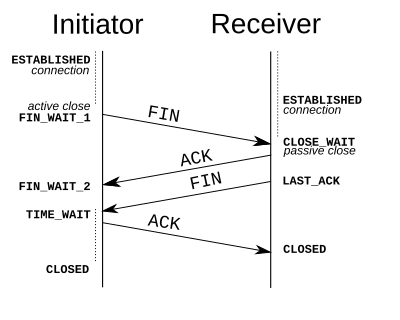 Initiator
Receiver
ESTABLISHED
connection
ESTABLISHED
connection
active close
FIN_WAIT_1
FIN
CLOSE_WAIT
passive close
ACK
FIN_WAIT_2
FIN
LAST_ACK
TIME_WAIT
ACK
CLOSED
CLOSED